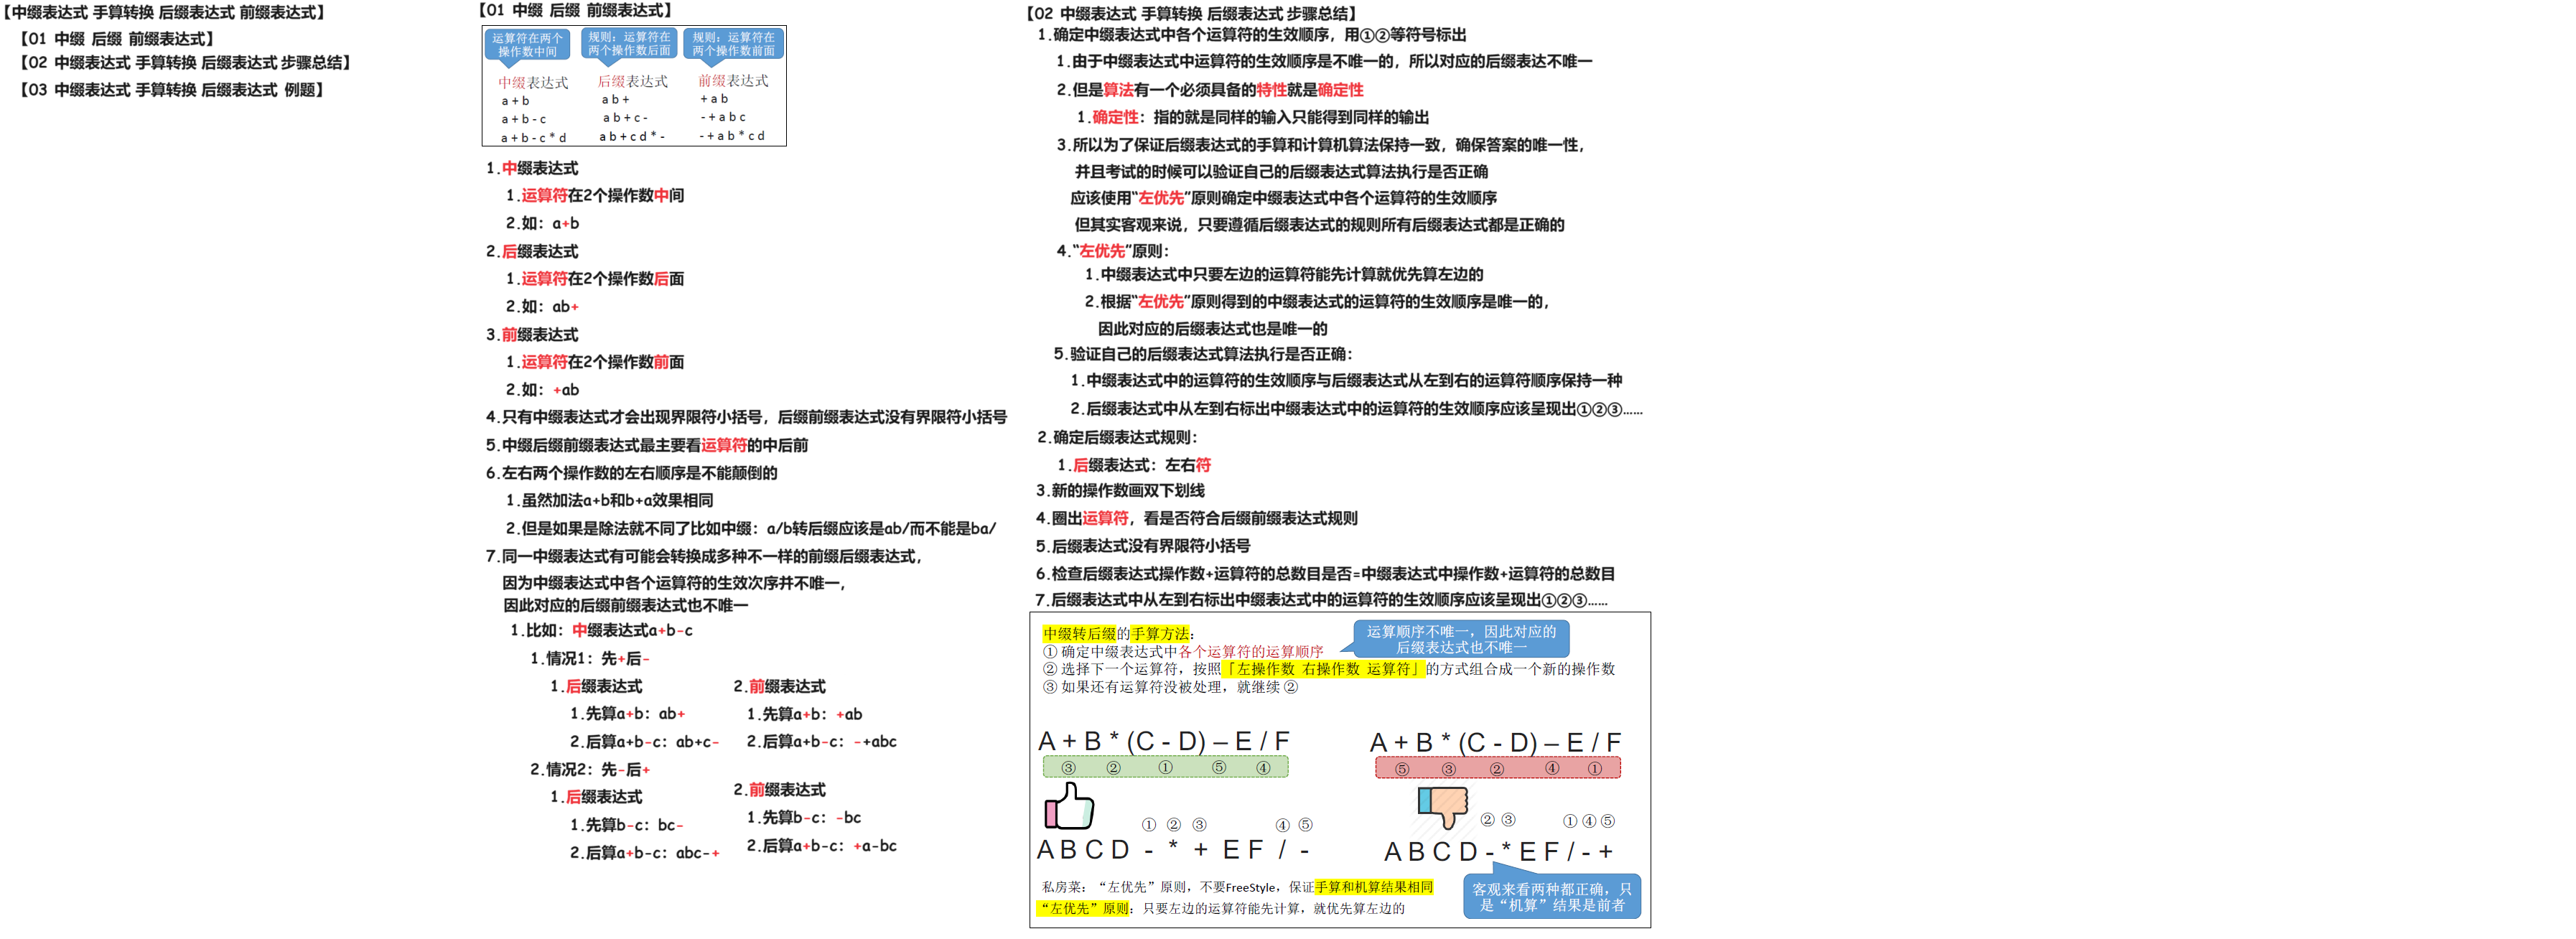 【中缀表达式 手算转换 后缀表达式 前缀表达式】
【01 中缀 后缀 前缀表达式】
【02 中缀表达式 手算转换 后缀表达式 步骤总结】
【03 中缀表达式 手算转换 后缀表达式 例题】
【01 中缀 后缀 前缀表达式】
运算符在两个
操作数中间
规则：运算符在
两个操作数后面
规则：运算符在
两个操作数前面
中缀表达式 后缀表达式 前缀表达式
a + b a b + + a b
a + b - c a b + c - - + a b c
a + b - c * d a b + c d * - - + a b * c d
1.中缀表达式
1.运算符在2个操作数中间
2.如：a+b
2.后缀表达式
1.运算符在2个操作数后面
2.如：ab+
3.前缀表达式
1.运算符在2个操作数前面
2.如：+ab
4.只有中缀表达式才会出现界限符小括号，后缀前缀表达式没有界限符小括号
5.中缀后缀前缀表达式最主要看运算符的中后前
6.左右两个操作数的左右顺序是不能颠倒的
1.虽然加法a+b和b+a效果相同
2.但是如果是除法就不同了比如中缀：a/b转后缀应该是ab/而不能是ba/
7.同一中缀表达式有可能会转换成多种不一样的前缀后缀表达式，
因为中缀表达式中各个运算符的生效次序并不唯一，
因此对应的后缀前缀表达式也不唯一
1.比如：中缀表达式a+b-c
1.情况1：先+后-
1.后缀表达式
1.先算a+b：ab+
2.后算a+b-c：ab+c-
2.前缀表达式
1.先算a+b：+ab
2.后算a+b-c：-+abc
2.情况2：先-后+
1.后缀表达式
1.先算b-c：bc-
2.后算a+b-c：abc-+
2.前缀表达式
1.先算b-c：-bc
2.后算a+b-c：+a-bc
【02 中缀表达式 手算转换 后缀表达式 步骤总结】
1.确定中缀表达式中各个运算符的生效顺序，用①②等符号标出
1.由于中缀表达式中运算符的生效顺序是不唯一的，所以对应的后缀表达不唯一
2.但是算法有一个必须具备的特性就是确定性
1.确定性：指的就是同样的输入只能得到同样的输出
3.所以为了保证后缀表达式的手算和计算机算法保持一致，确保答案的唯一性，
并且考试的时候可以验证自己的后缀表达式算法执行是否正确
应该使用“左优先”原则确定中缀表达式中各个运算符的生效顺序
但其实客观来说，只要遵循后缀表达式的规则所有后缀表达式都是正确的
4.“左优先”原则：
1.中缀表达式中只要左边的运算符能先计算就优先算左边的
2.根据“左优先”原则得到的中缀表达式的运算符的生效顺序是唯一的，
因此对应的后缀表达式也是唯一的
5.验证自己的后缀表达式算法执行是否正确：
1.中缀表达式中的运算符的生效顺序与后缀表达式从左到右的运算符顺序保持一种
2.后缀表达式中从左到右标出中缀表达式中的运算符的生效顺序应该呈现出①②③……
2.确定后缀表达式规则：
1.后缀表达式：左右符
3.新的操作数画双下划线
4.圈出运算符，看是否符合后缀前缀表达式规则
5.后缀表达式没有界限符小括号
6.检查后缀表达式操作数+运算符的总数目是否=中缀表达式中操作数+运算符的总数目
7.后缀表达式中从左到右标出中缀表达式中的运算符的生效顺序应该呈现出①②③……
中缀转后缀的手算方法：
① 确定中缀表达式中各个运算符的运算顺序
② 选择下一个运算符，按照「左操作数 右操作数 运算符」的方式组合成一个新的操作数
③ 如果还有运算符没被处理，就继续 ②
运算顺序不唯一，因此对应的
后缀表达式也不唯一
A + B * (C - D) – E / F
③ ② ① ⑤ ④
① ② ③ ④ ⑤
A B C D - * + E F / -
A + B * (C - D) – E / F
⑤ ③ ② ④ ①
② ③ ① ④ ⑤
A B C D - * E F / - +
私房菜：“左优先”原则，不要FreeStyle，保证手算和机算结果相同
“左优先”原则：只要左边的运算符能先计算，就优先算左边的
客观来看两种都正确，只
是“机算”结果是前者